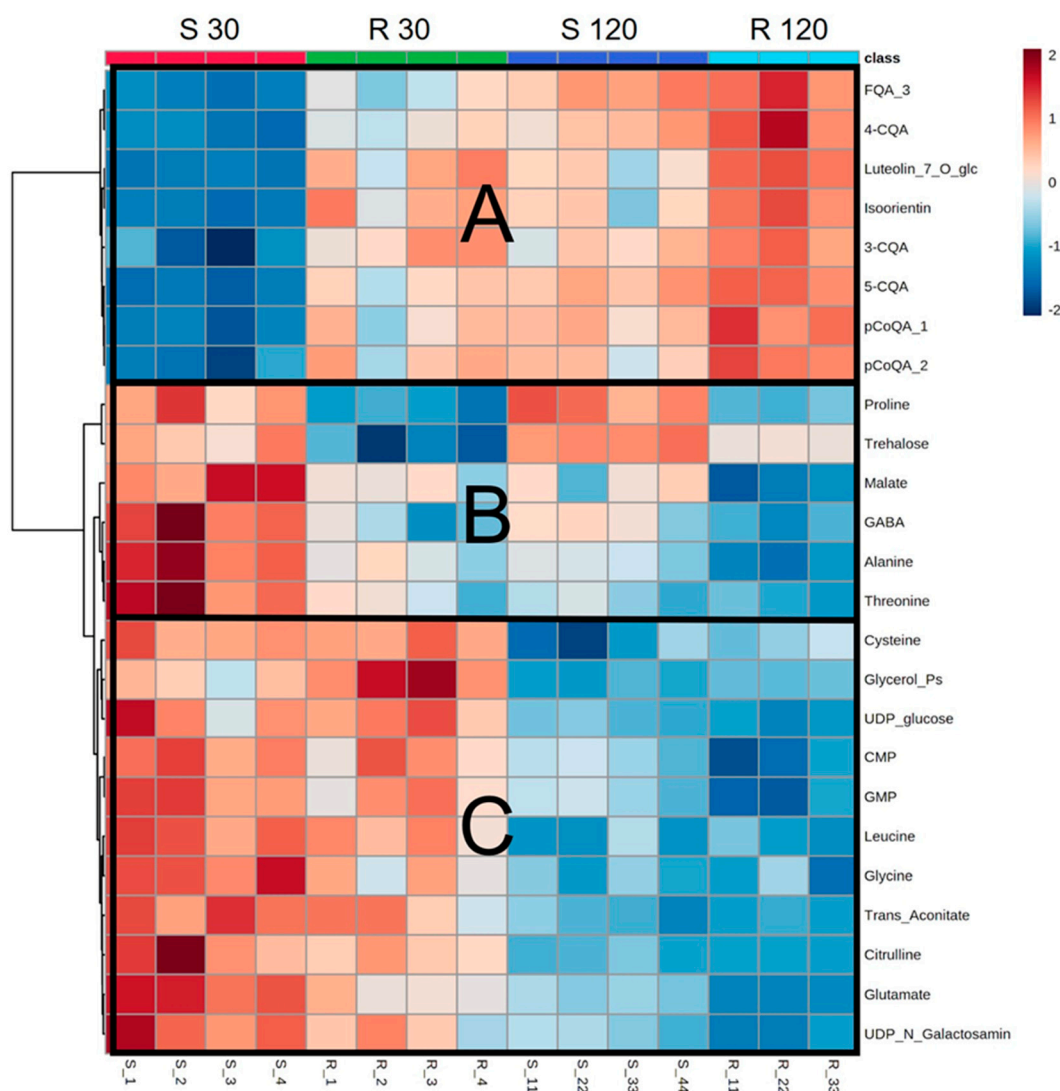 S 30 R 30 S 120 R 120
class
2
1
0
-1
-2
FQA_3
4-CQA
Luteolin_7_O_glc
Isoorientin
3-CQA
5-CQA
pCoQA_1
pCoQA_2
A
Proline
Trehalose
Malate
GABA
Alanine
Threonine
B
Cysteine
Glycerol_Ps
UDP_glucose
CMP
GMP
Leucine
Glycine
Trans_Aconitate
Citrulline
Glutamate
UDP_N_Galactosamin
C
S_1 S_2 S_3 S_4 R_1 R_2 R_3 R_4 S_11 S_22 S_33 S_44 R_11 R_22 R_33